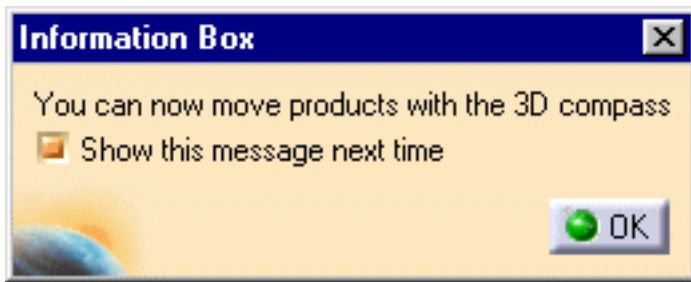 Information Box
You can now move products with the 3D compass
Show this message next time
OK